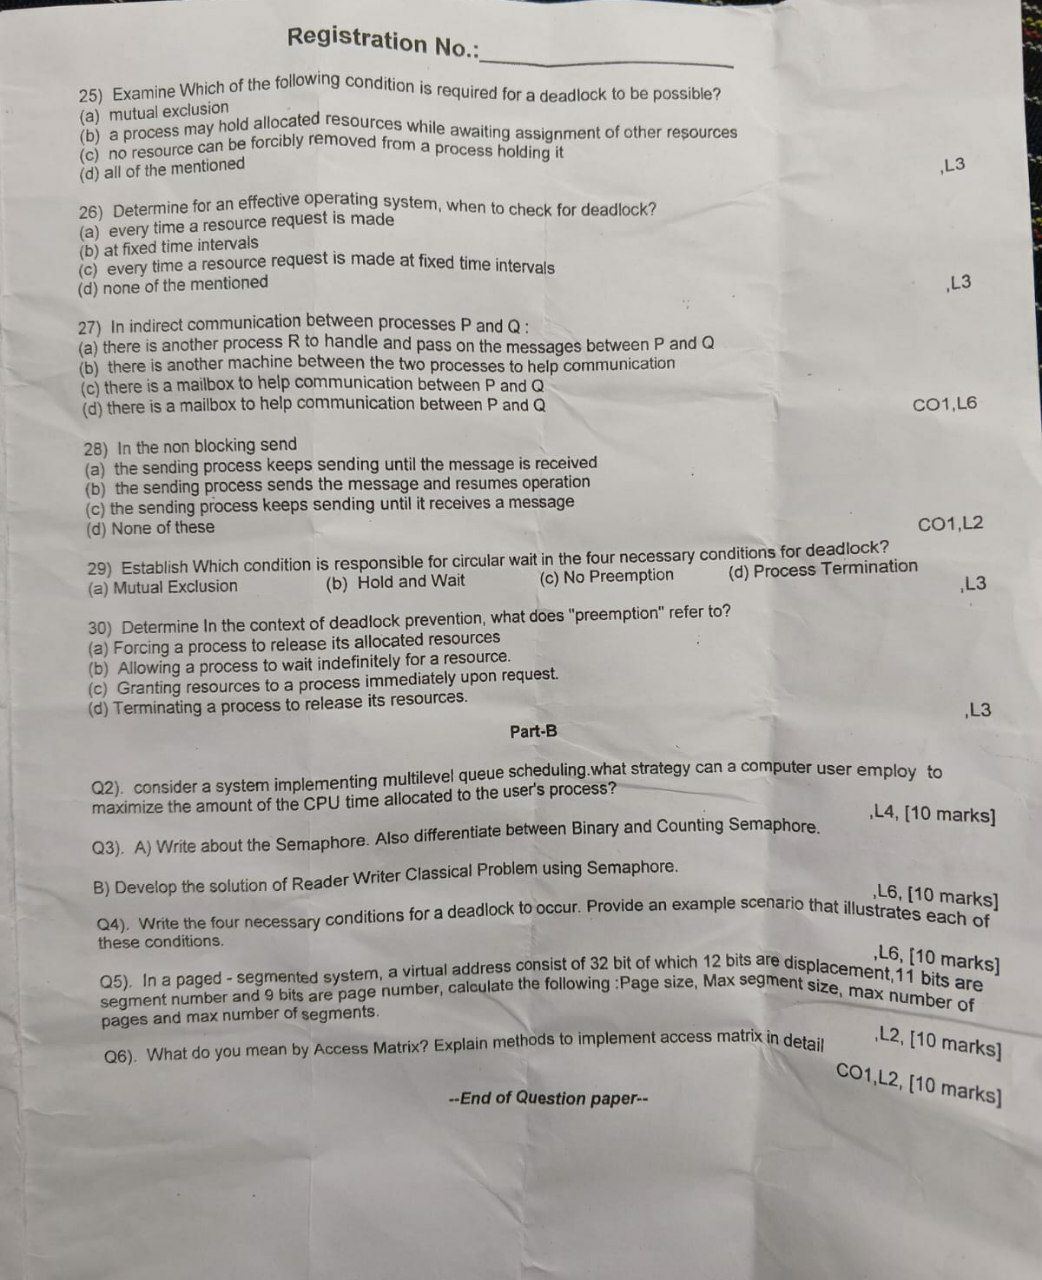 Registration No.:
25) Examine Which of the following condition is required for a deadlock to be possible?
(a) mutual exclusion
(b) a process may hold allocated resources while awaiting assignment of other resources
(c) no resource can be forcibly removed from a process holding it
(d) all of the mentioned
,L3
26) Determine for an effective operating system, when to check for deadlock?
(a) every time a resource request is made
(b) at fixed time intervals
(c) every time a resource request is made at fixed time intervals
(d) none of the mentioned
,L3
27) In indirect communication between processes P and Q :
(a) there is another process R to handle and pass on the messages between P and Q
(b) there is another machine between the two processes to help communication
(c) there is a mailbox to help communication between P and Q
(d) there is a mailbox to help communication between P and Q
CO1,L6
28) In the non blocking send
(a) the sending process keeps sending until the message is received
(b) the sending process sends the message and resumes operation
(c) the sending process keeps sending until it receives a message
(d) None of these
CO1,L2
29) Establish Which condition is responsible for circular wait in the four necessary conditions for deadlock?
(a) Mutual Exclusion (b) Hold and Wait (c) No Preemption (d) Process Termination
,L3
30) Determine In the context of deadlock prevention, what does "preemption" refer to?
(a) Forcing a process to release its allocated resources
(b) Allowing a process to wait indefinitely for a resource.
(c) Granting resources to a process immediately upon request.
(d) Terminating a process to release its resources.
,L3
Part-B
Q2). consider a system implementing multilevel queue scheduling.what strategy can a computer user employ to
maximize the amount of the CPU time allocated to the user's process?
,L4, [10 marks]
Q3). A) Write about the Semaphore. Also differentiate between Binary and Counting Semaphore.
B) Develop the solution of Reader Writer Classical Problem using Semaphore.
,L6, [10 marks]
Q4). Write the four necessary conditions for a deadlock to occur. Provide an example scenario that illustrates each of
these conditions.
,L6, [10 marks]
Q5). In a paged - segmented system, a virtual address consist of 32 bit of which 12 bits are displacement,11 bits are
segment number and 9 bits are page number, calculate the following :Page size, Max segment size, max number of
pages and max number of segments.
,L2, [10 marks]
Q6). What do you mean by Access Matrix? Explain methods to implement access matrix in detail
CO1,L2, [10 marks]
--End of Question paper--